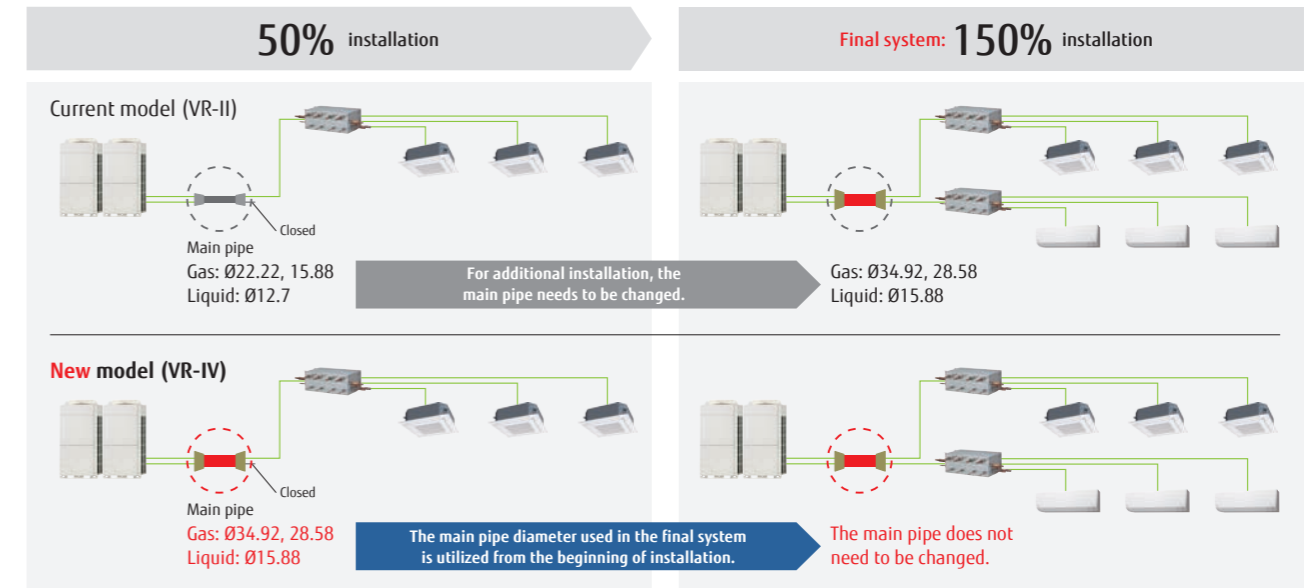 50% installation
Final system: 150% installation
Current model (VR-II)
Closed
Main pipe
Gas: Ø22.22, 15.88
Liquid: Ø12.7
For additional installation, the
main pipe needs to be changed.
Gas: Ø34.92, 28.58
Liquid: Ø15.88
New model (VR-IV)
Closed
Main pipe
Gas: Ø34.92, 28.58
Liquid: Ø15.88
The main pipe diameter used in the final system
is utilized from the beginning of installation.
The main pipe does not
need to be changed.